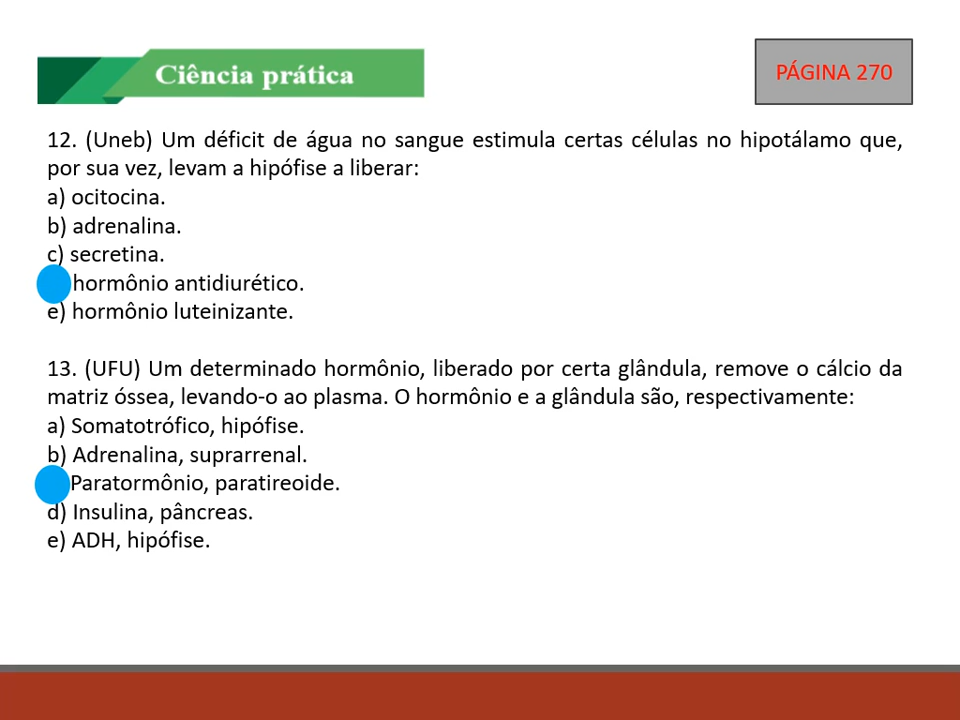 Ciência prática
PÁGINA 270
12. (Uneb) Um déficit de água no sangue estimula certas células no hipotálamo que,
por sua vez, levam a hipófise a liberar:
a) ocitocina.
b) adrenalina.
c) secretina.
hormônio antidiurético.
e) hormônio luteinizante.
13. (UFU) Um determinado hormônio, liberado por certa glândula, remove o cálcio da
matriz óssea, levando-o ao plasma. O hormônio e a glândula são, respectivamente:
a) Somatotrófico, hipófise.
b) Adrenalina, suprarrenal.
Paratormônio, paratireoide.
d) Insulina, pâncreas.
e) ADH, hipófise.